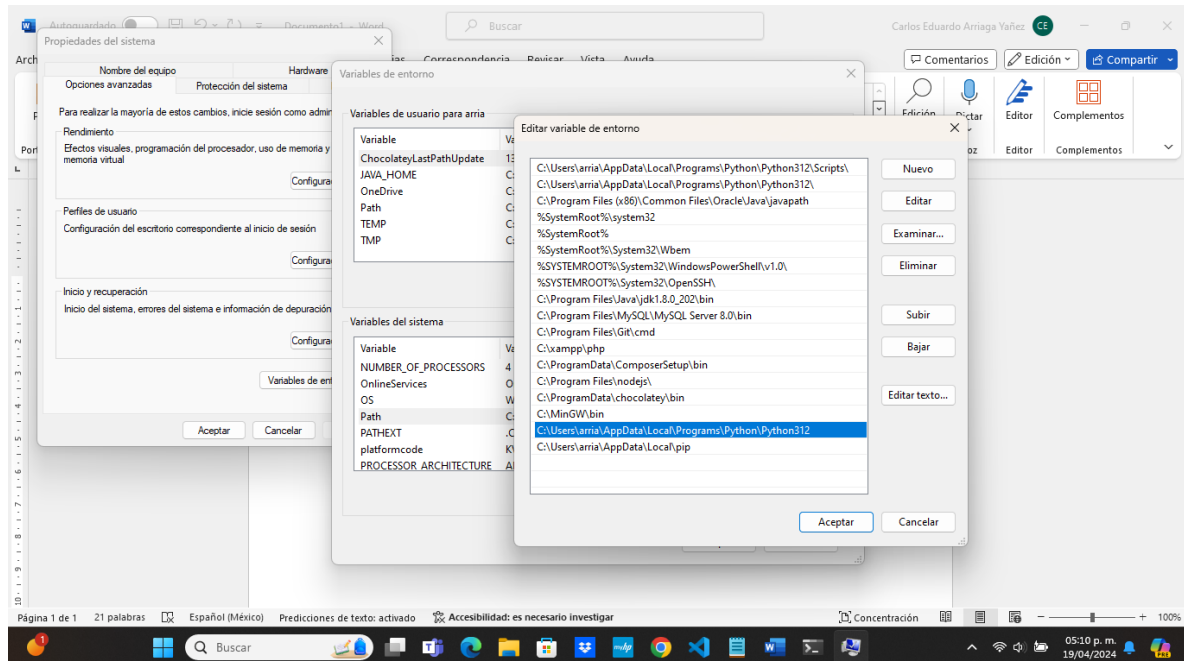 Autoguardado
Documento1 - Word
Buscar
Carlos Eduardo Arriaga Yañez
CE
Correspondencia Revisar Vista Ayuda
Comentarios
Edición
Compartir
Edición
Dictar
Editor
Complementos
Editor
Complementos
Propiedades del sistema
Nombre del equipo
Hardware
Opciones avanzadas
Protección del sistema
Para realizar la mayoría de estos cambios, inicie sesión como
Rendimiento
Efectos visuales, programación del procesador, uso de memoria y
memoria virtual
Perfiles de usuario
Configuración del escritorio correspondiente al inicio de sesión
Inicio y recuperación
Inicio del sistema, errores del sistema e información de depuración
Variables de
Aceptar
Cancelar
Variables de entorno
Variables de usuario para arria
Variable
ChocolateyLastPathUpdate
JAVA_HOME
OneDrive
Path
TEMP
TMP
Variables del sistema
Variable
NUMBER_OF_PROCESSORS 4
OnlineServices
OS
Path
PATHEXT
platformcode
PROCESSOR_ARCHITECTURE
Editar variable de entorno
C:\Users\arria\AppData\Local\Programs\Python\Python312\Scripts\
C:\Users\arria\AppData\Local\Programs\Python\Python312\
C:\Program Files (x86)\Common Files\Oracle\Java\javapath
%SystemRoot%\system32
%SystemRoot%
%SystemRoot%\System32\Wbem
%SYSTEMROOT%\System32\WindowsPowerShell\v1.0\
%SYSTEMROOT%\System32\OpenSSH\
C:\Program Files\Java\jdk1.8.0_202\bin
C:\Program Files\MySQL\MySQL Server 8.0\bin
C:\Program Files\Git\cmd
C:\xampp\php
C:\ProgramData\ComposerSetup\bin
C:\Program Files\nodejs\
C:\ProgramData\chocolatey\bin
C:\MinGW\bin
C:\Users\arria\AppData\Local\Programs\Python\Python312
C:\Users\arria\AppData\Local\pip
Nuevo
Editar
Examinar...
Eliminar
Subir
Bajar
Editar texto...
Aceptar
Cancelar
Página 1 de 1
21 palabras
Español (México)
Predicciones de texto: activado
Accesibilidad: es necesario investigar
Concentración
100%
Buscar
05:10 p. m.
19/04/2024